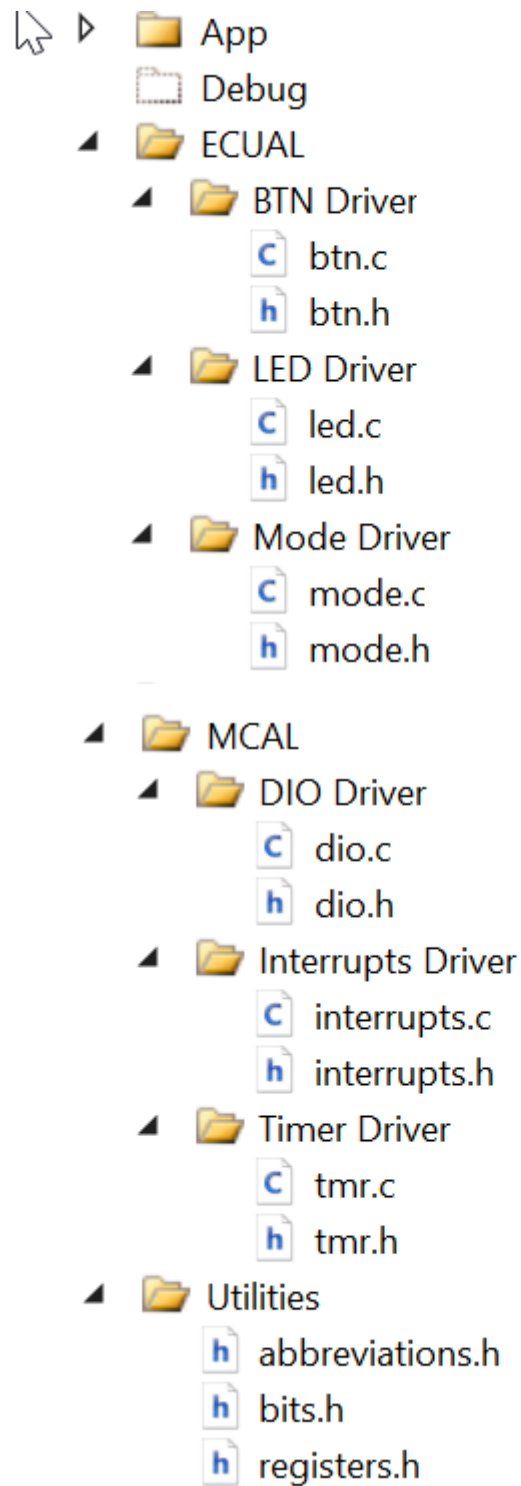 App
Debug
ECUAL
BTN Driver
c btn.c
h btn.h
LED Driver
c led.c
h led.h
Mode Driver
c mode.c
h mode.h
MCAL
DIO Driver
c dio.c
h dio.h
Interrupts Driver
c interrupts.c
h interrupts.h
Timer Driver
c tmr.c
h tmr.h
Utilities
h abbreviations.h
h bits.h
h registers.h